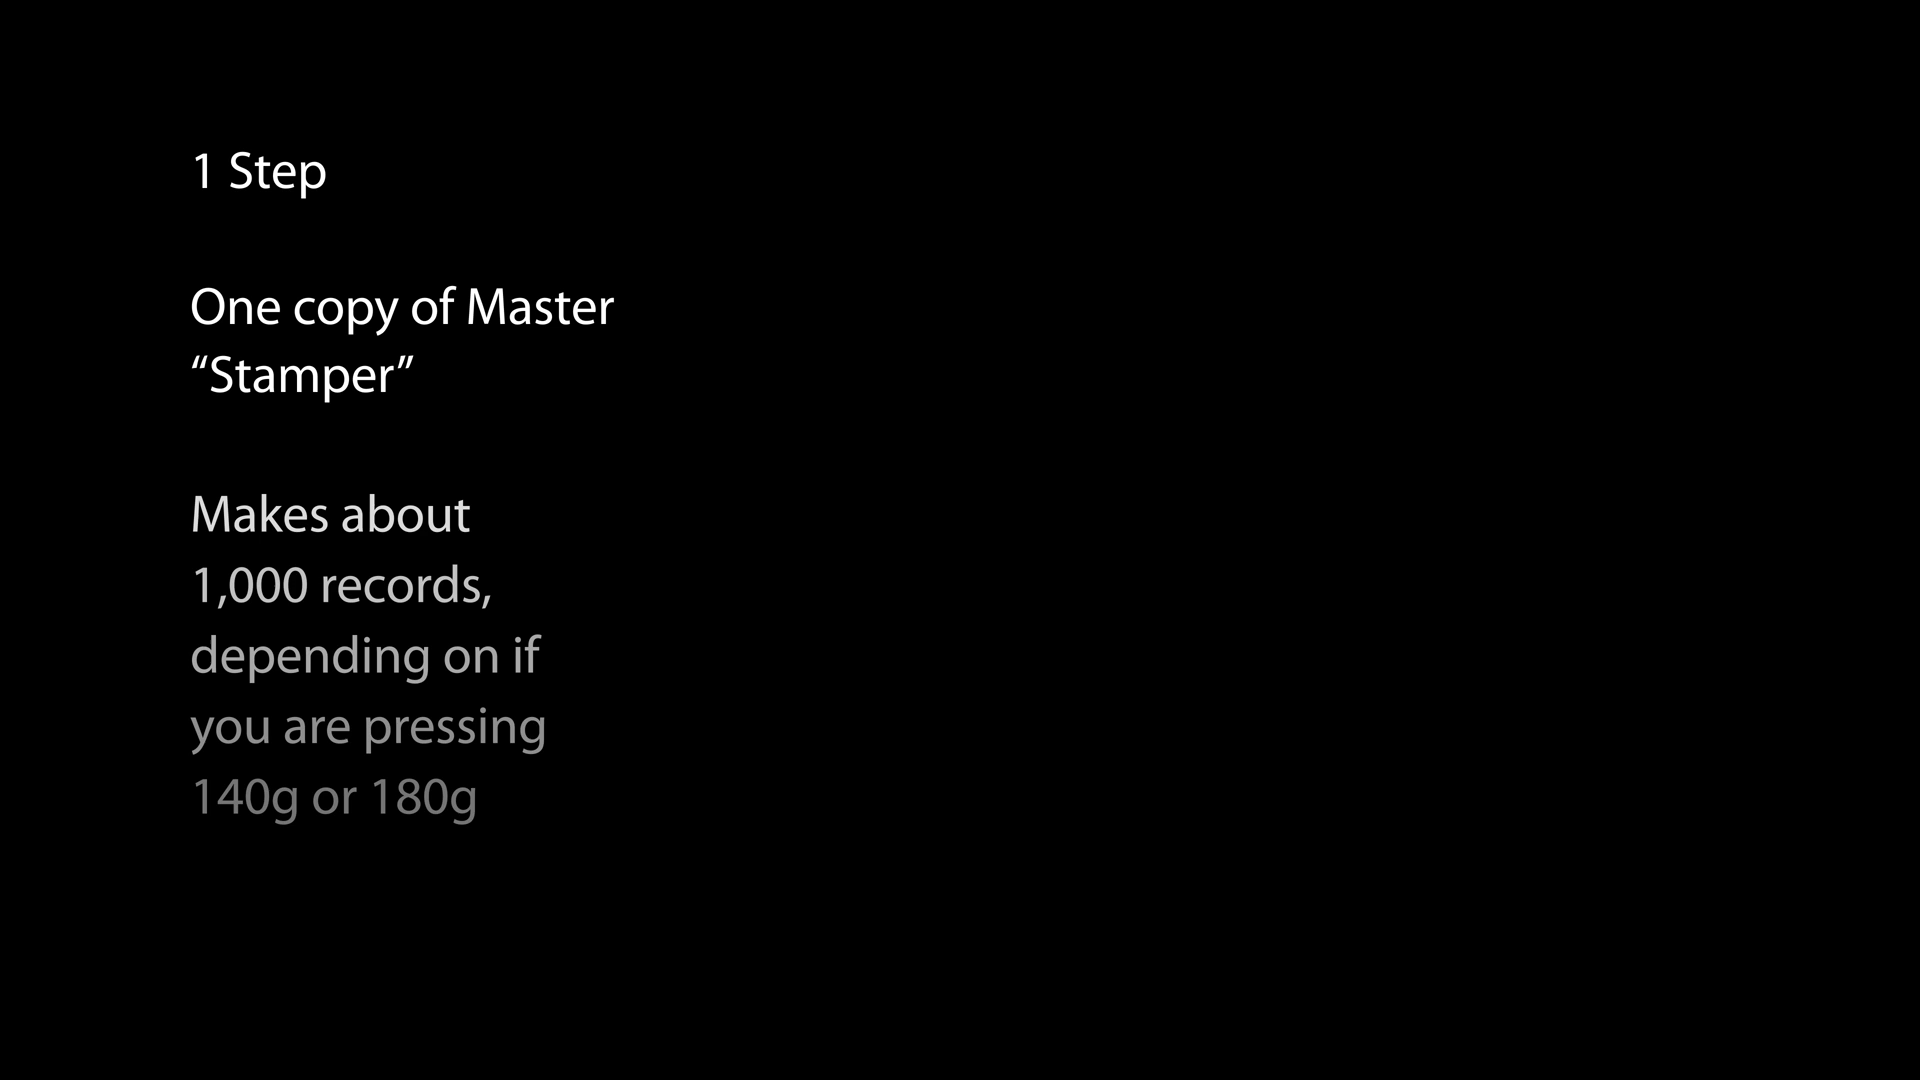 1 Step
One copy of Master
“Stamper”
Makes about
1,000 records,
depending on if
you are pressing
140g or 180g